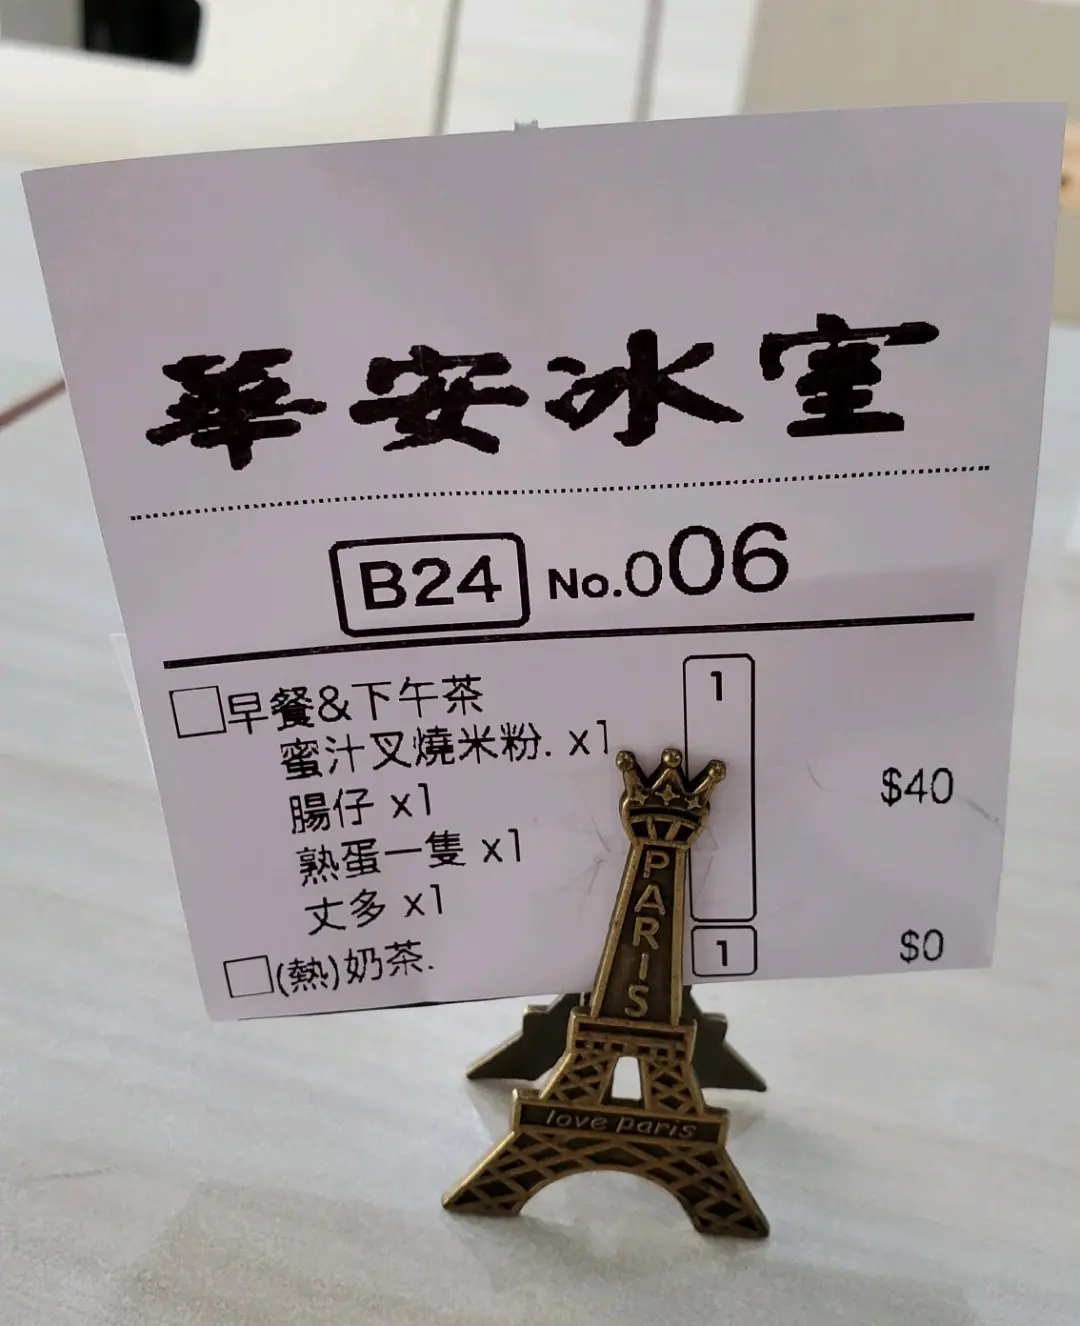 華安冰室
B24 No.006
早餐&下午茶 1
蜜汁叉燒米粉. x1
$40
腸仔 x1
熟蛋一隻 x1
丈多 x1
(熱)奶茶. 1 $0
PARIS
love paris